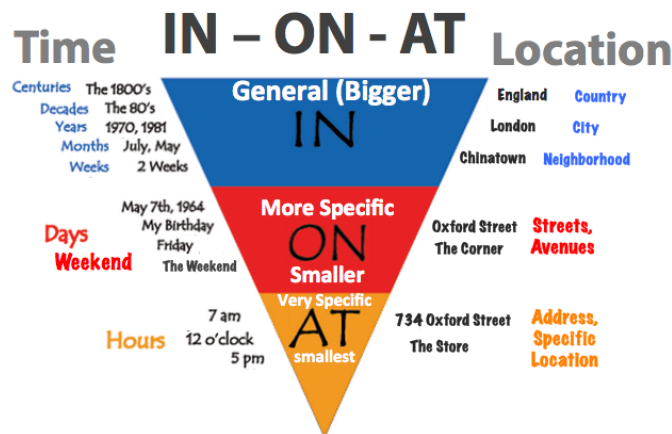 Time IN – ON - AT Location
Centuries The 1800's General (Bigger) England Country
Decades The 80's IN
Years 1970, 1981 London City
Months July, May
Weeks 2 Weeks Chinatown Neighborhood
May 7th, 1964 More Specific
My Birthday ON Oxford Street Streets,
Days Friday The Corner Avenues
Weekend The Weekend Smaller
Very Specific
7 am AT 734 Oxford Street Address,
Hours 12 o'clock The Store Specific
5 pm smallest Location